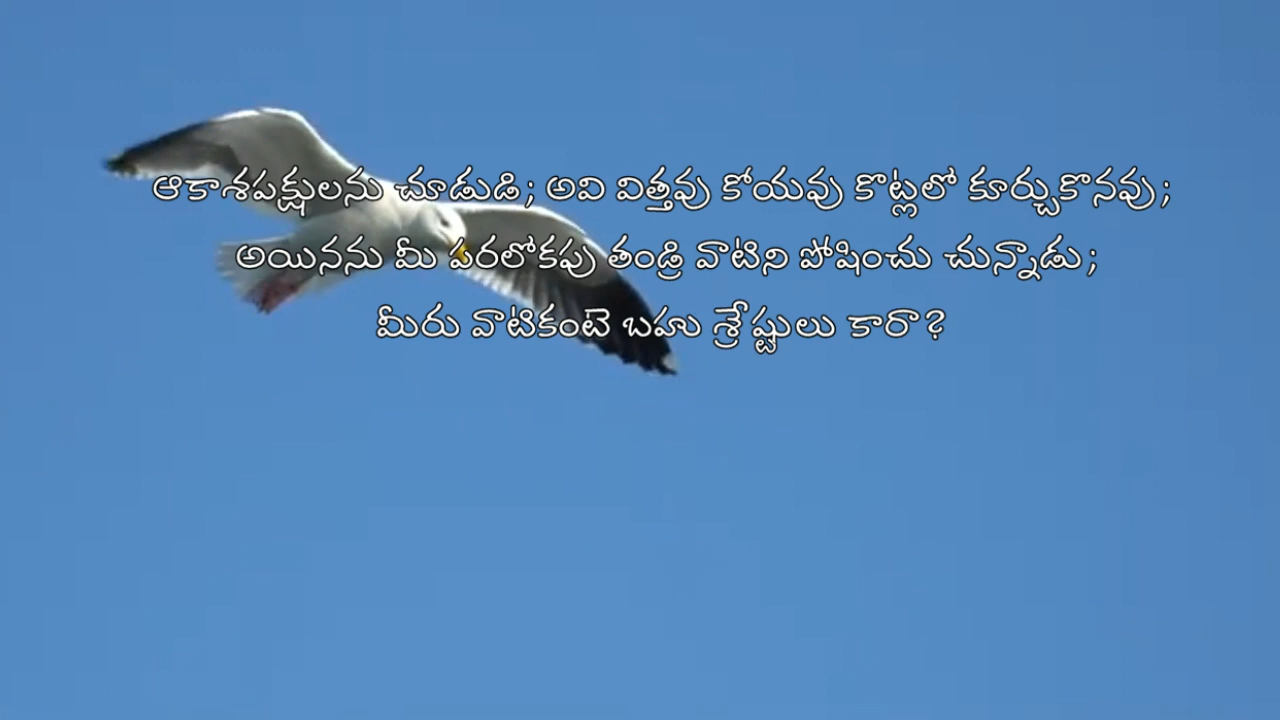 ఆకాశపక్షులను చూడుడి; అవి విత్తవు కోయవు కొట్లలో కూర్చుకొనవు;
అయినను మీ పరలోకపు తండ్రి వాటిని పోషించు చున్నాడు;
మీరు వాటికంటె బహు శ్రేష్టులు కారా?